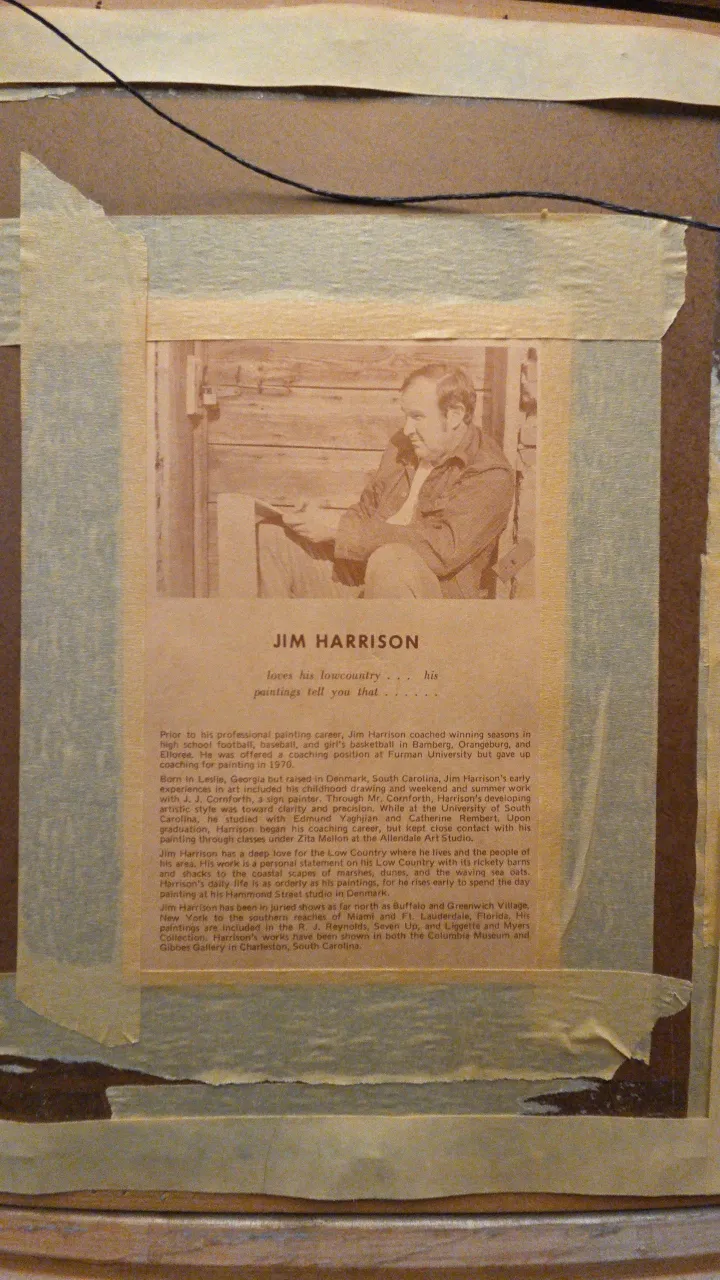 JIM HARRISON
loves his lowcountry . . . his
paintings tell you that . . . . . .
Prior to his professional painting career, Jim Harrison coached winning seasons in
high school football, baseball, and girl's basketball in Bamberg, Orangeburg, and
Elloree. He was offered a coaching position at Furman University but gave up
coaching for painting in 1970.
Born in Leslie, Georgia but raised in Denmark, South Carolina, Jim Harrison's early
experiences in art included his childhood drawing and weekend and summer work
with J. J. Cornforth, a sign painter. Through Mr. Cornforth, Harrison's developing
artistic style was toward clarity and precision. While at the University of South
Carolina, he studied with Edmund Yaghjian and Catherine Rembert. Upon
graduation, Harrison began his coaching career, but kept close contact with his
painting through classes under Zita Mellon at the Allendale Art Studio.
Jim Harrison has a deep love for the Low Country where he lives and the people of
his area. His work is a personal statement on his Low Country with its rickety barns
and shacks to the coastal scapes of marshes, dunes, and the waving sea oats.
Harrison's daily life is as orderly as his paintings, for he rises early to spend the day
painting at his Hammond Street studio in Denmark.
Jim Harrison has been in juried shows as far north as Buffalo and Greenwich Village,
New York to the southern reaches of Miami and Ft. Lauderdale, Florida. His
paintings are included in the R. J. Reynolds, Seven Up, and Liggette and Myers
Collection. Harrison's works have been shown in both the Columbia Museum and
Gibbes Gallery in Charleston, South Carolina.